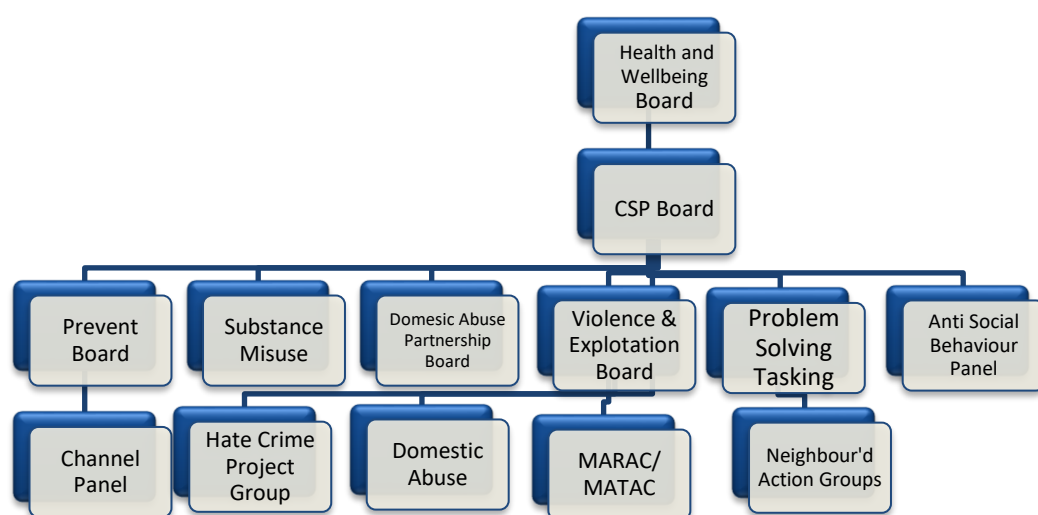 Health and
Wellbeing
Board
CSP Board
Prevent
Board
Substance
Misuse
Domesic Abuse
Partnership
Board
Violence &
Explotation
Board
Problem
Solving
Tasking
Anti Social
Behaviour
Panel
Channel
Panel
Hate Crime
Project
Group
Domestic
Abuse
MARAC/
MATAC
Neighbour'd
Action Groups